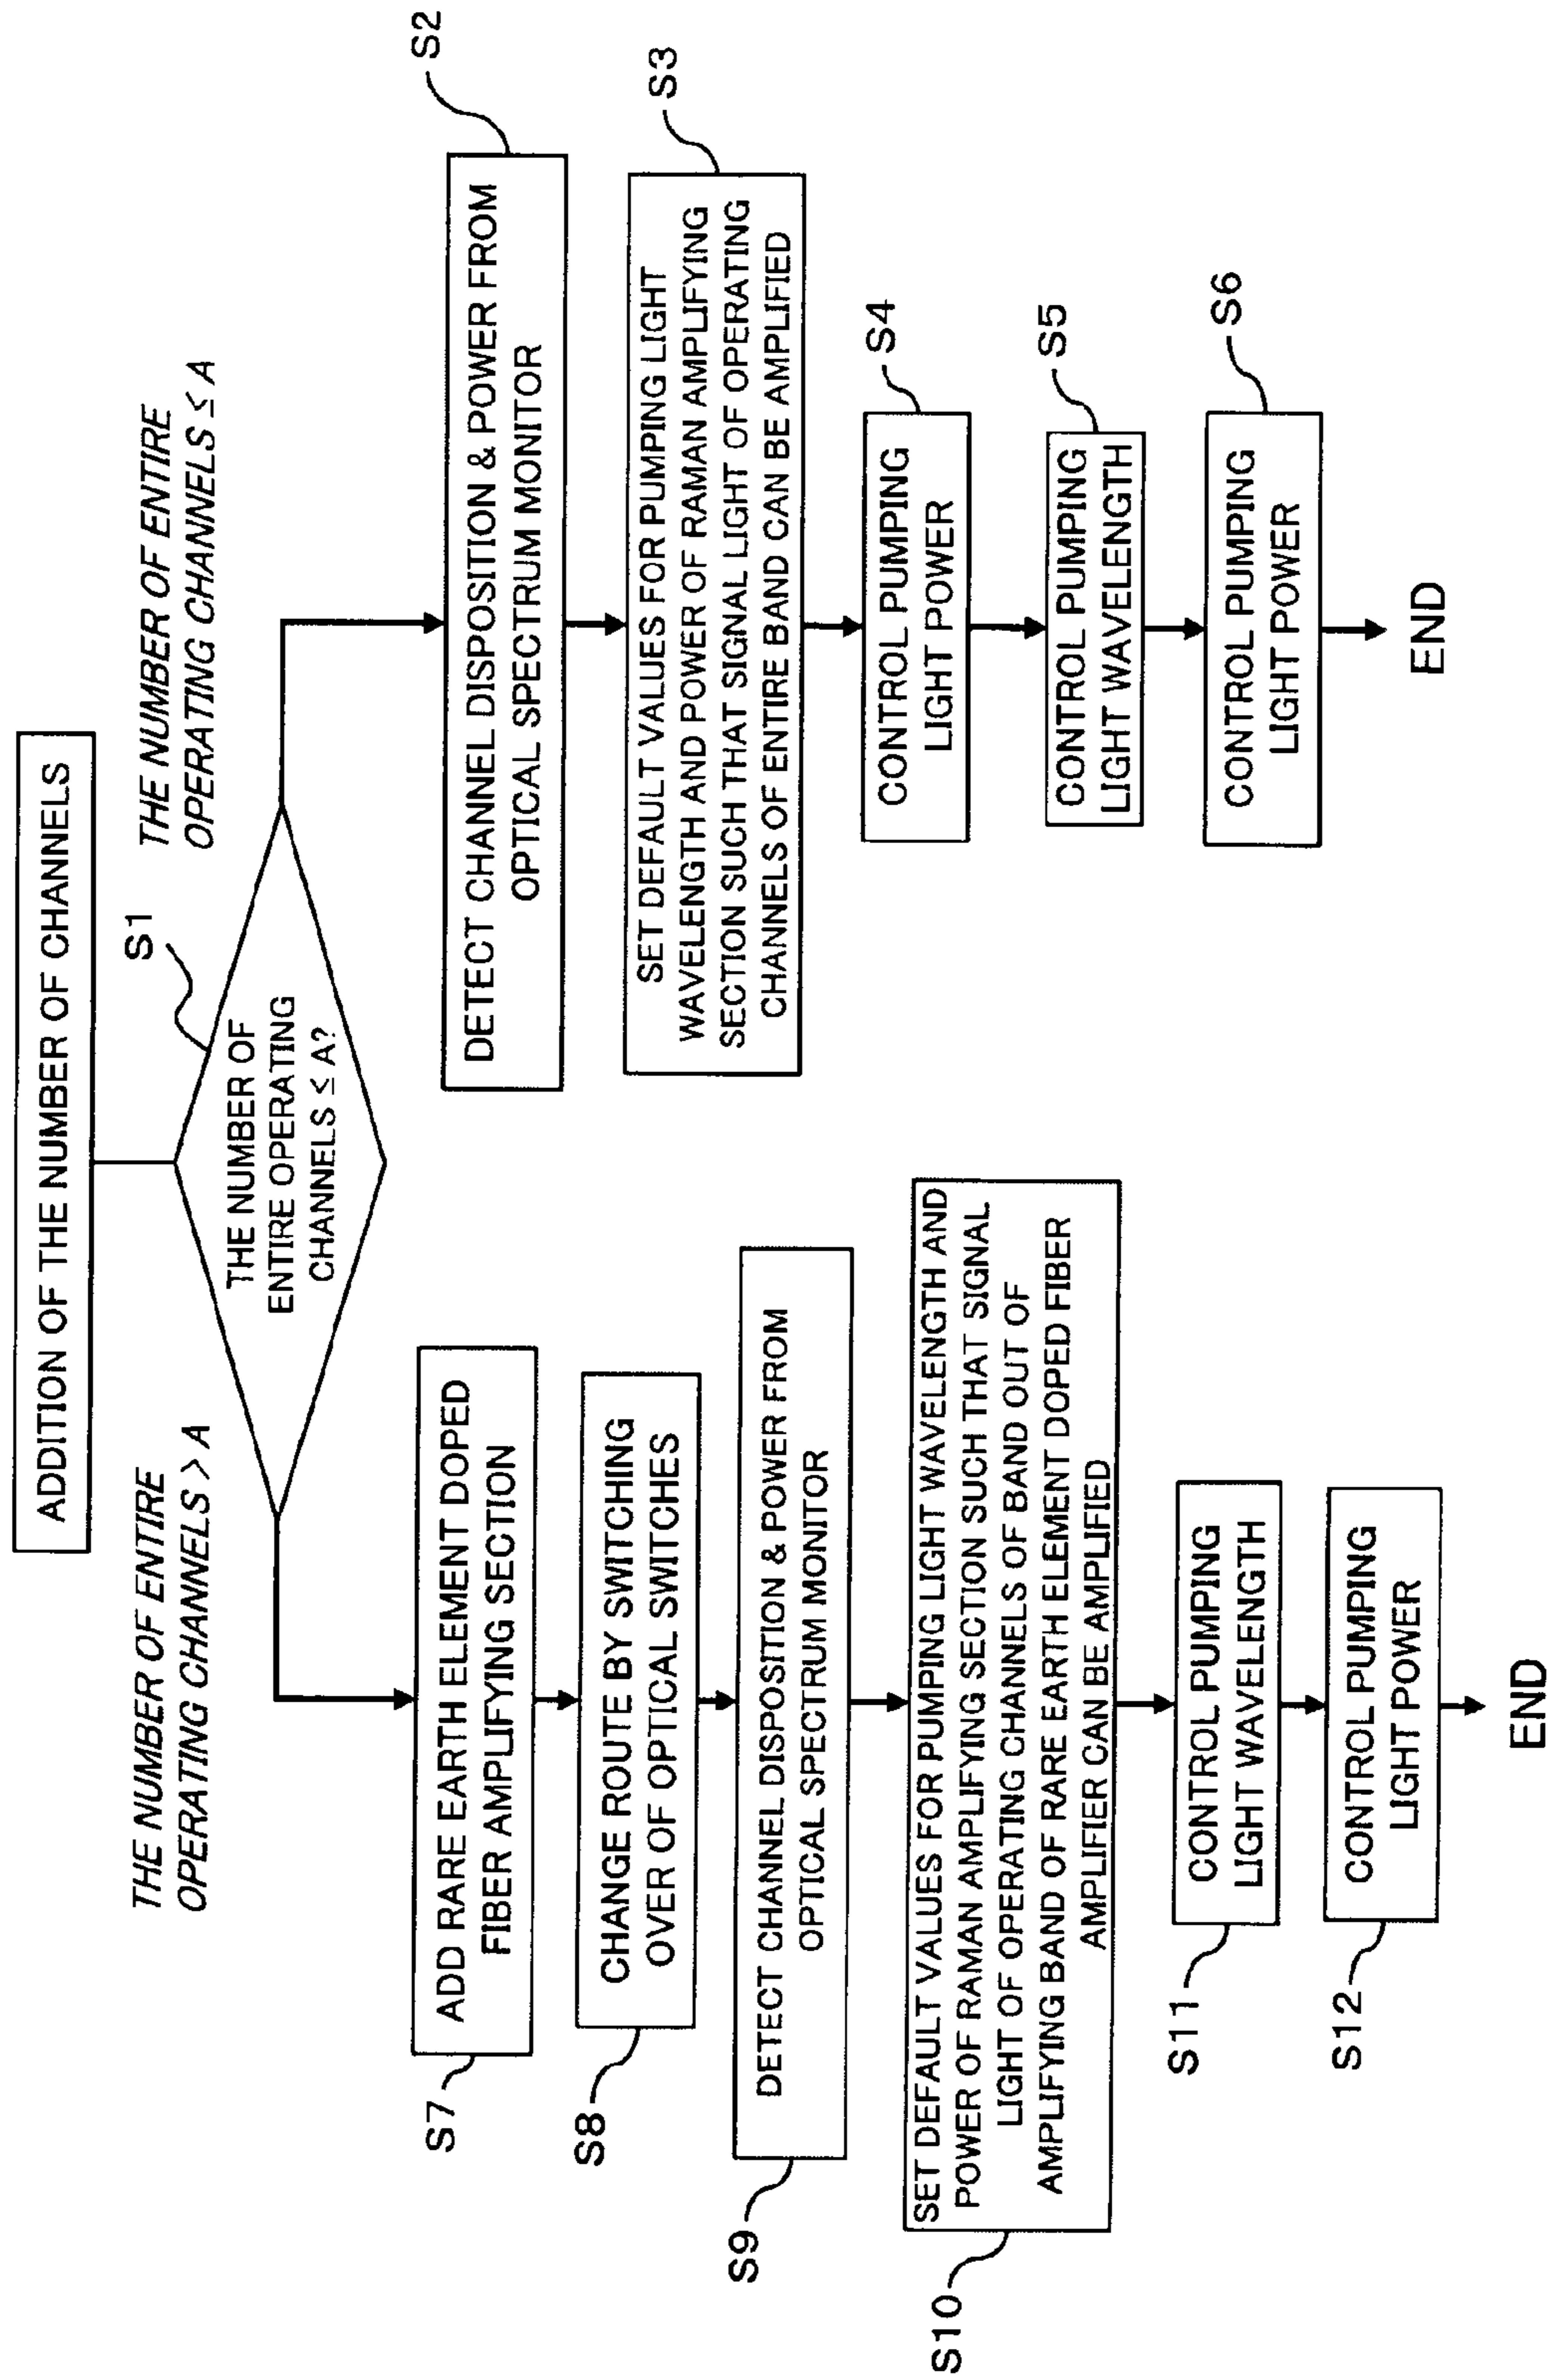 ADDITION OF THE NUMBER OF CHANNELS
S1
THE NUMBER OF
ENTIRE OPERATING
CHANNELS ≤ A?
THE NUMBER OF ENTIRE
OPERATING CHANNELS > A
THE NUMBER OF ENTIRE
OPERATING CHANNELS ≤ A
S7
ADD RARE EARTH ELEMENT DOPED
FIBER AMPLIFYING SECTION
S8
CHANGE ROUTE BY SWITCHING
OVER OF OPTICAL SWITCHES
S9
DETECT CHANNEL DISPOSITION & POWER FROM
OPTICAL SPECTRUM MONITOR
S10
SET DEFAULT VALUES FOR PUMPING LIGHT WAVELENGTH AND
POWER OF RAMAN AMPLIFYING SECTION SUCH THAT SIGNAL
LIGHT OF OPERATING CHANNELS OF BAND OUT OF
AMPLIFYING BAND OF RARE EARTH ELEMENT DOPED FIBER
AMPLIFIER CAN BE AMPLIFIED
S11
CONTROL PUMPING
LIGHT WAVELENGTH
S12
CONTROL PUMPING
LIGHT POWER
END
S2
DETECT CHANNEL DISPOSITION & POWER FROM
OPTICAL SPECTRUM MONITOR
S3
SET DEFAULT VALUES FOR PUMPING LIGHT
WAVELENGTH AND POWER OF RAMAN AMPLIFYING
SECTION SUCH THAT SIGNAL LIGHT OF OPERATING
CHANNELS OF ENTIRE BAND CAN BE AMPLIFIED
S4
CONTROL PUMPING
LIGHT POWER
S5
CONTROL PUMPING
LIGHT WAVELENGTH
S6
CONTROL PUMPING
LIGHT POWER
END